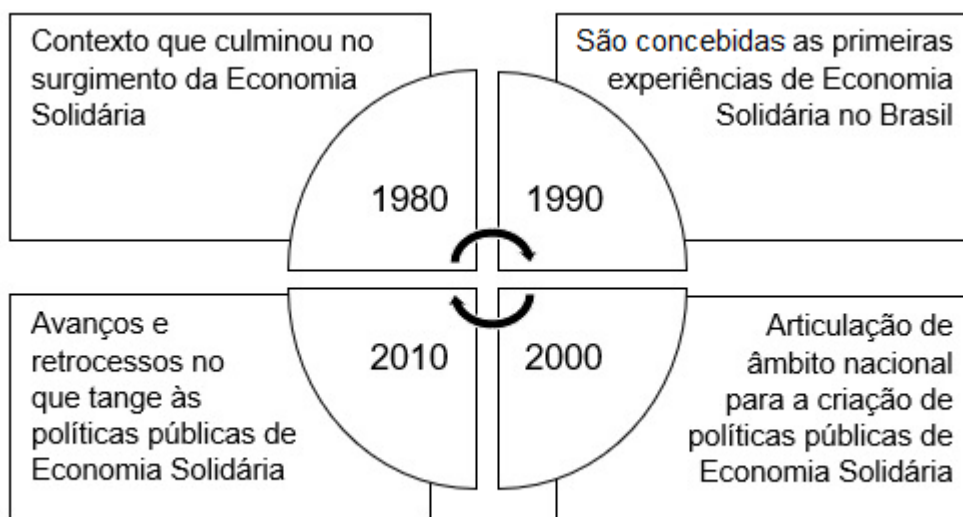 Contexto que culminou no
surgimento da Economia
Solidária
1980
São concebidas as primeiras
experiências de Economia
Solidária no Brasil
1990
Avanços e
retrocessos no
que tange às
políticas públicas de
Economia Solidária
2010
Articulação de
âmbito nacional
para a criação de
políticas públicas de
Economia Solidária
2000